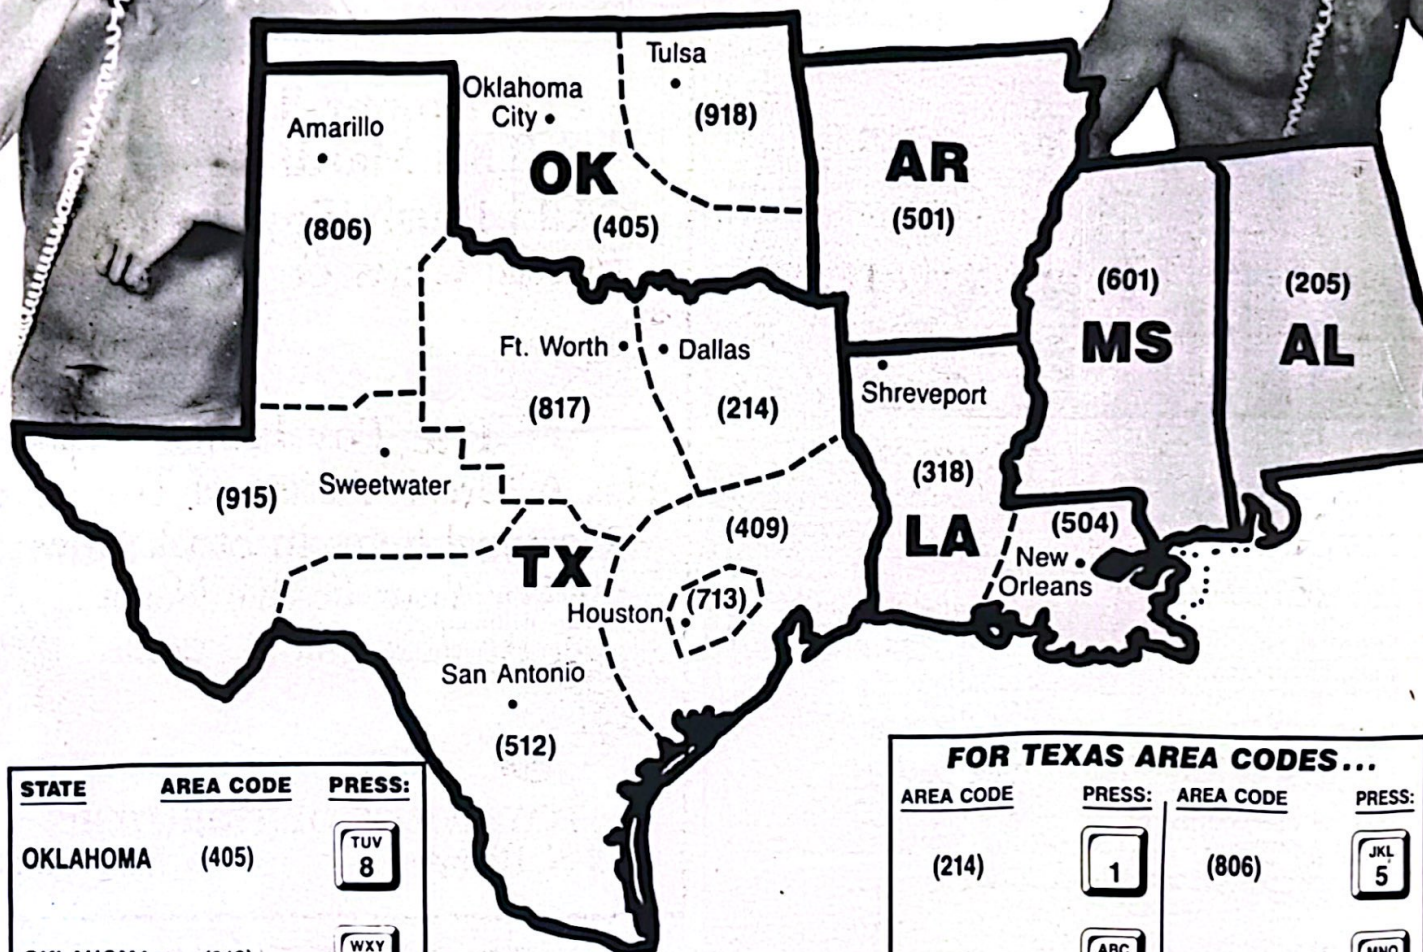 Tulsa
Oklahoma
City
(918)
Amarillo
OK
AR
(806)
(405)
(501)
(601)
(205)
MS
AL
Ft. Worth
Dallas
Shreveport
(817)
(214)
(318)
Sweetwater
(915)
(409)
LA
(504)
New
Orleans
TX
Houston
(713)
San Antonio
(512)
STATE AREA CODE PRESS:
OKLAHOMA (405) TUV
8
WXY
FOR TEXAS AREA CODES...
AREA CODE PRESS: AREA CODE PRESS:
(214) 1 (806) JKL
5
ABC MNO